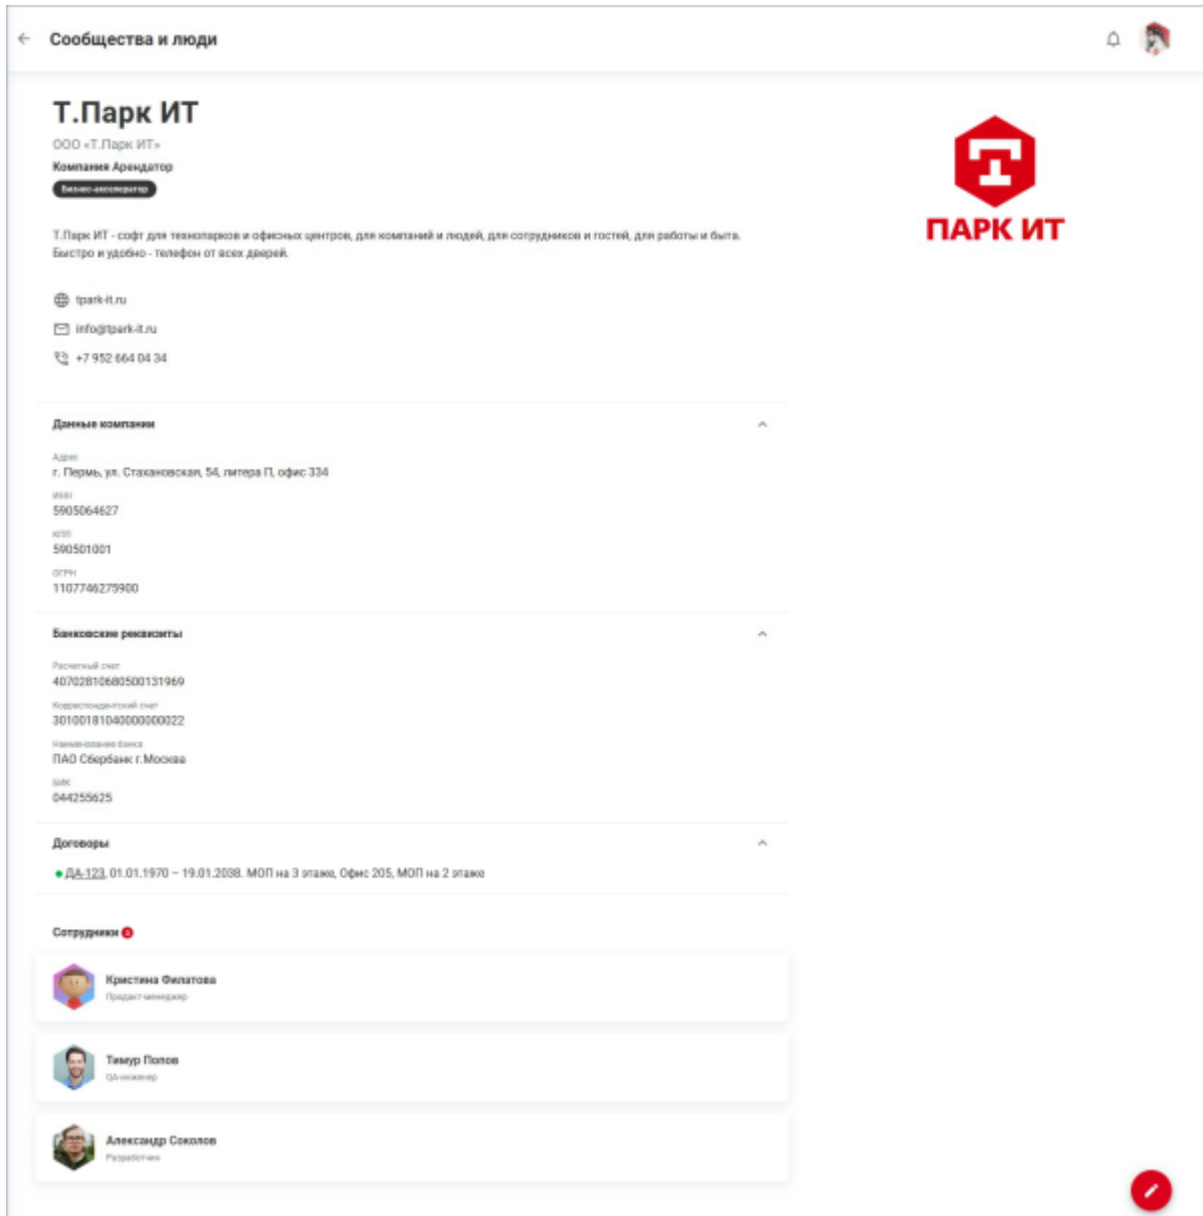 Сообщества и люди
Т.Парк ИТ
ООО «Т.Парк ИТ»
Компания Арендатор
Бизнес-акселератор
ПАРК ИТ
Т.Парк ИТ - софт для технопарков и офисных центров, для компаний и людей, для сотрудников и гостей, для работы и быта.
Быстро и удобно - телефон от всех дверей.
tpark-it.ru
info@tpark-it.ru
+7 952 664 04 34
Данные компании
Адрес
г. Пермь, ул. Стахановская, 54, литера П, офис 334
ИНН
5905064627
КПП
590501001
ОГРН
1107746275900
Банковские реквизиты
Расчетный счет
40702810680500131969
Корреспондентский счет
30100181040000000022
Наименование банка
ПАО Сбербанк г.Москва
БИК
044255625
Договоры
ДА-123, 01.01.1970 – 19.01.2038. МОП на 3 этаже, Офис 205, МОП на 2 этаже
Сотрудники
Кристина Филатова
Продакт-менеджер
Тимур Попов
QA-инженер
Александр Соколов
Разработчик